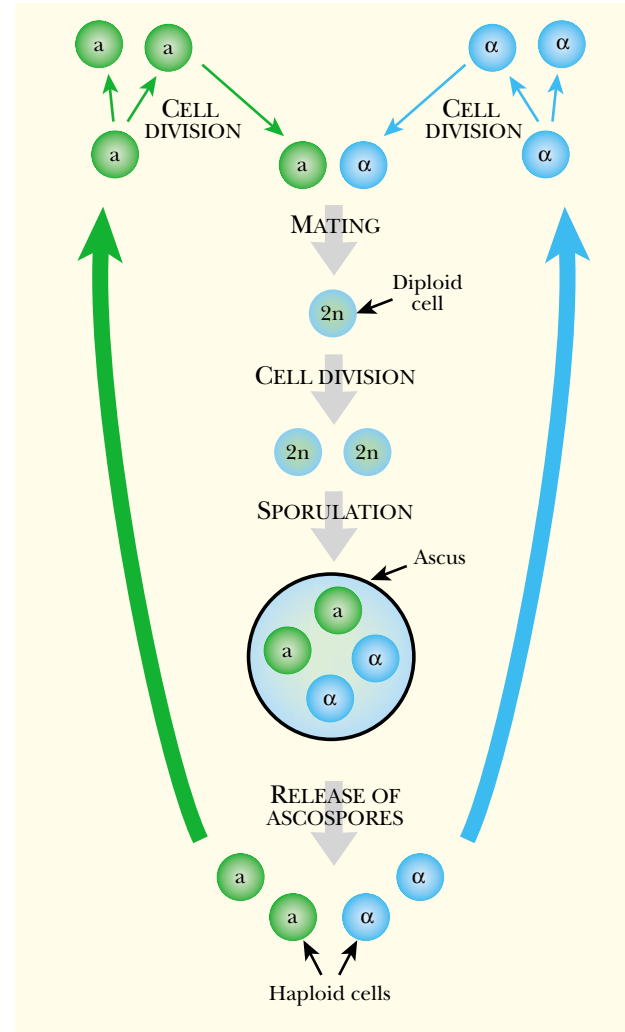 a a α α
CELL DIVISION
CELL DIVISION
a α
a α
MATING
Diploid
cell
2n
CELL DIVISION
2n 2n
SPORULATION
Ascus
a
a
α
α
RELEASE OF
ASCOSPORES
a α
a α
Haploid cells